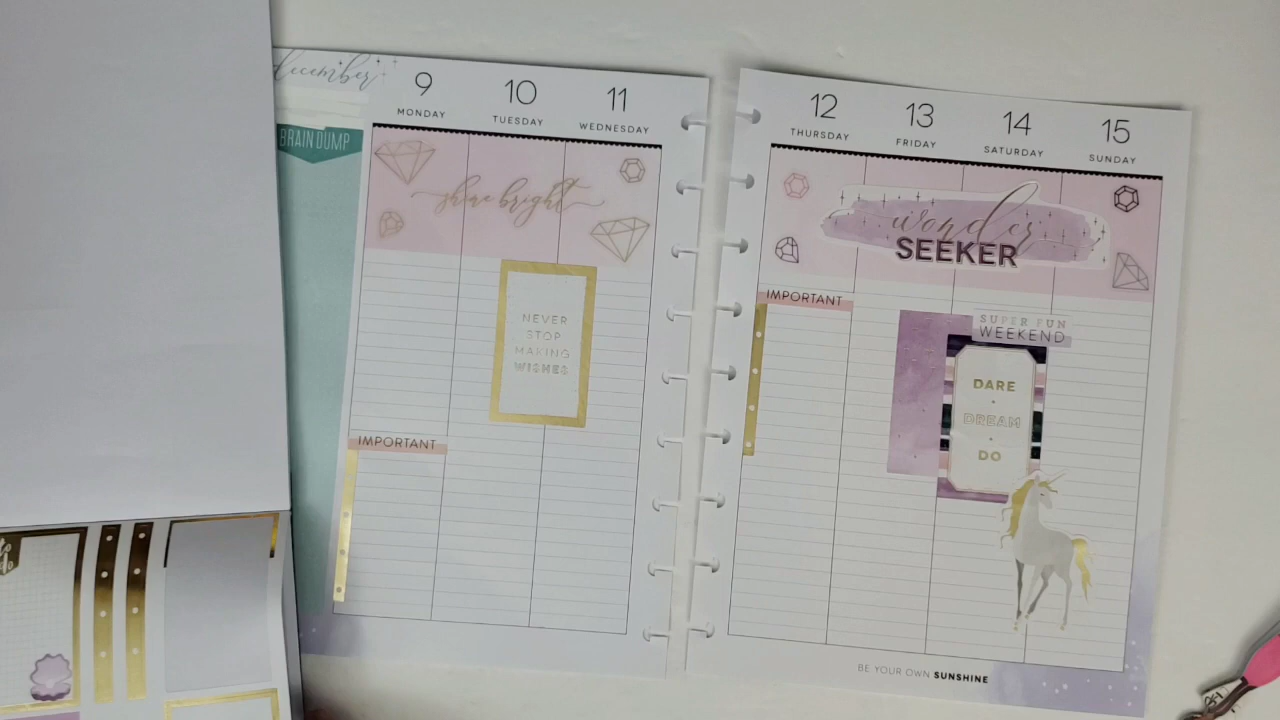 december
BRAIN DUMP
9
MONDAY
10
TUESDAY
11
WEDNESDAY
shine bright
NEVER
STOP
MAKING
WISHES
IMPORTANT
12
THURSDAY
13
FRIDAY
14
SATURDAY
15
SUNDAY
wonder
SEEKER
IMPORTANT
SUPER FUN
WEEKEND
DARE
DREAM
DO
BE YOUR OWN SUNSHINE